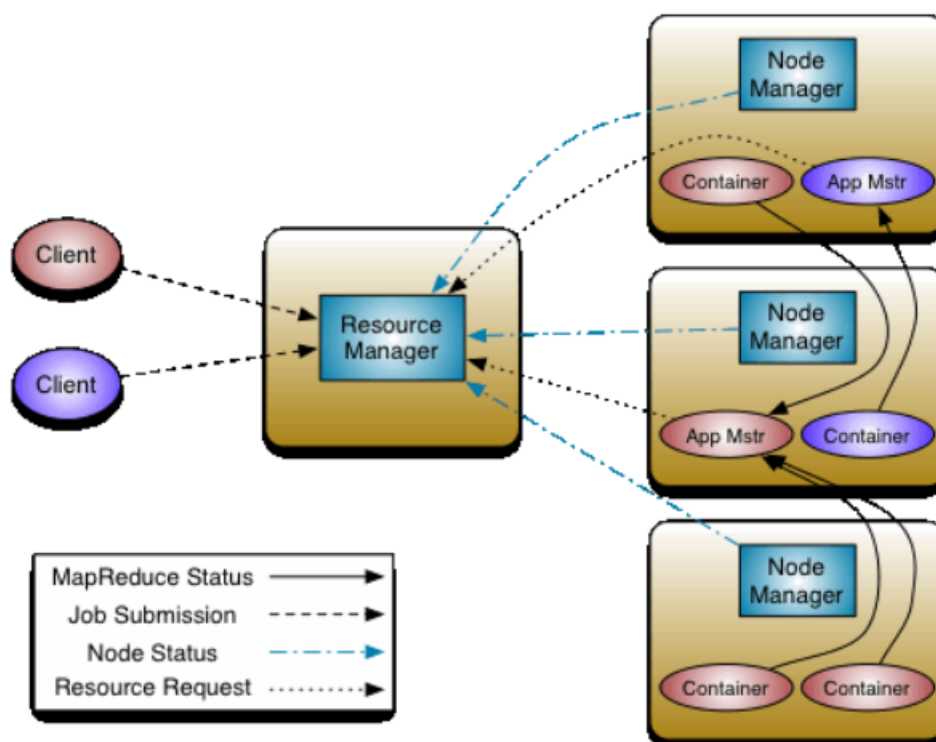 Client
Client
Resource
Manager
Node
Manager
Container
App Mstr
Node
Manager
App Mstr
Container
Node
Manager
Container
Container
MapReduce Status
Job Submission
Node Status
Resource Request